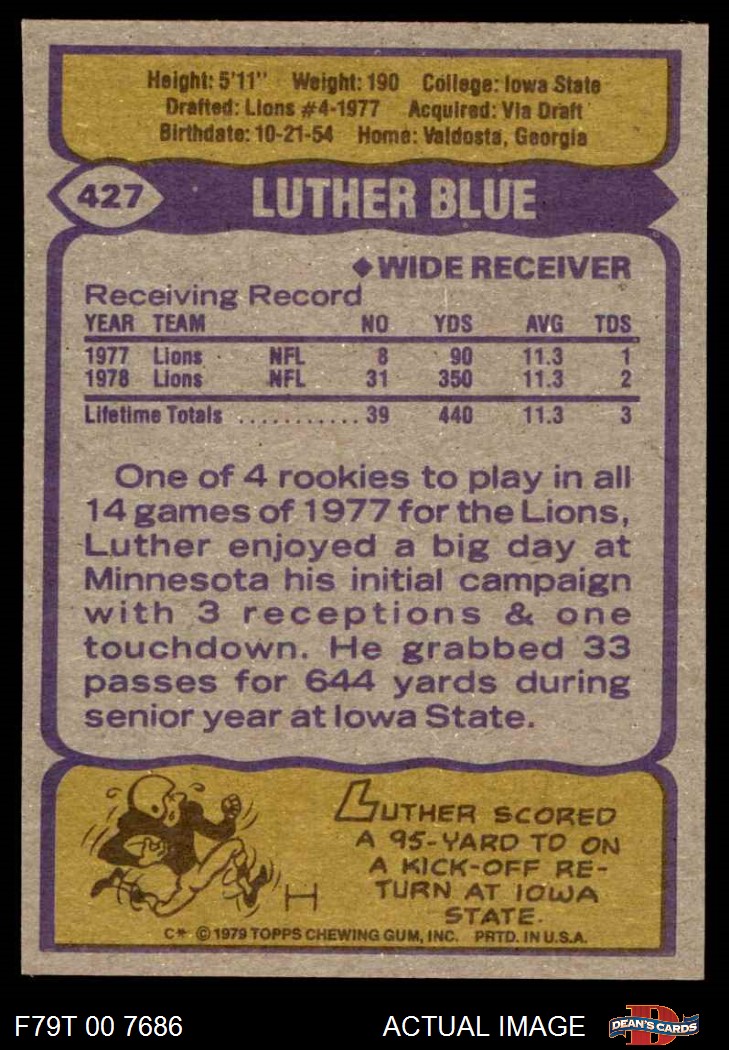 Height: 5'11" Weight: 190 College: Iowa State
Drafted: Lions #4-1977 Acquired: Via Draft
Birthdate: 10-21-54 Home: Valdosta, Georgia
427 LUTHER BLUE
◆WIDE RECEIVER
Receiving Record
YEAR TEAM NO YDS AVG TDS
1977 Lions NFL 8 90 11.3 1
1978 Lions NFL 31 350 11.3 2
Lifetime Totals ........... 39 440 11.3 3
One of 4 rookies to play in all
14 games of 1977 for the Lions,
Luther enjoyed a big day at
Minnesota his initial campaign
with 3 receptions & one
touchdown. He grabbed 33
passes for 644 yards during
senior year at Iowa State.
LUTHER SCORED
A 95-YARD TD ON
A KICK-OFF RE-
TURN AT IOWA
STATE.
H
C* © 1979 TOPPS CHEWING GUM, INC. PRTD. IN U.S.A.
F79T 00 7686 ACTUAL IMAGE D DEAN'S CARDS